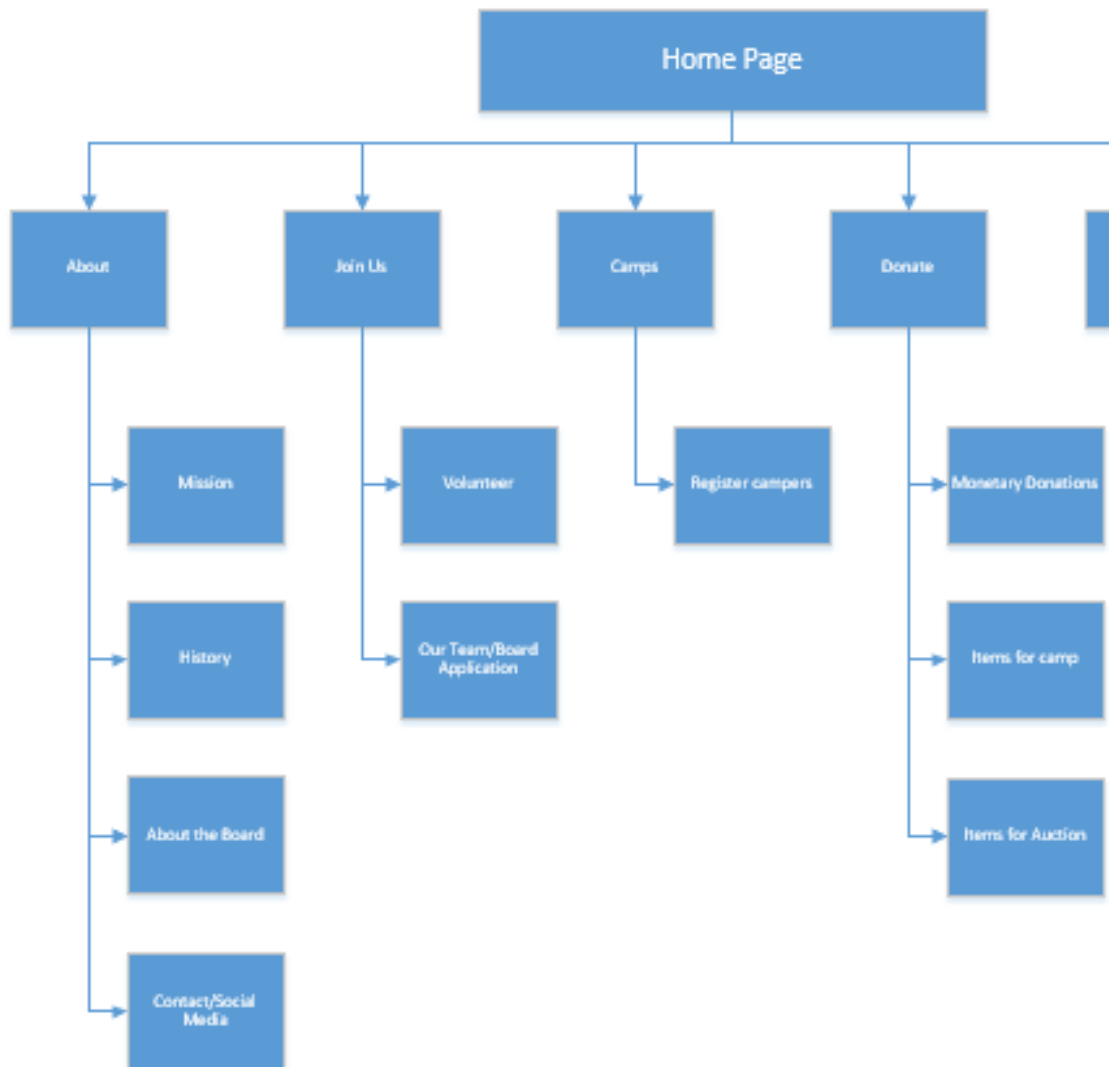 Home Page
About
Join Us
Camps
Donate
Mission
Volunteer
Register campers
Monetary Donations
History
Our Team/Board
Application
Items for camp
About the Board
Items for Auction
Contact/Social
Media